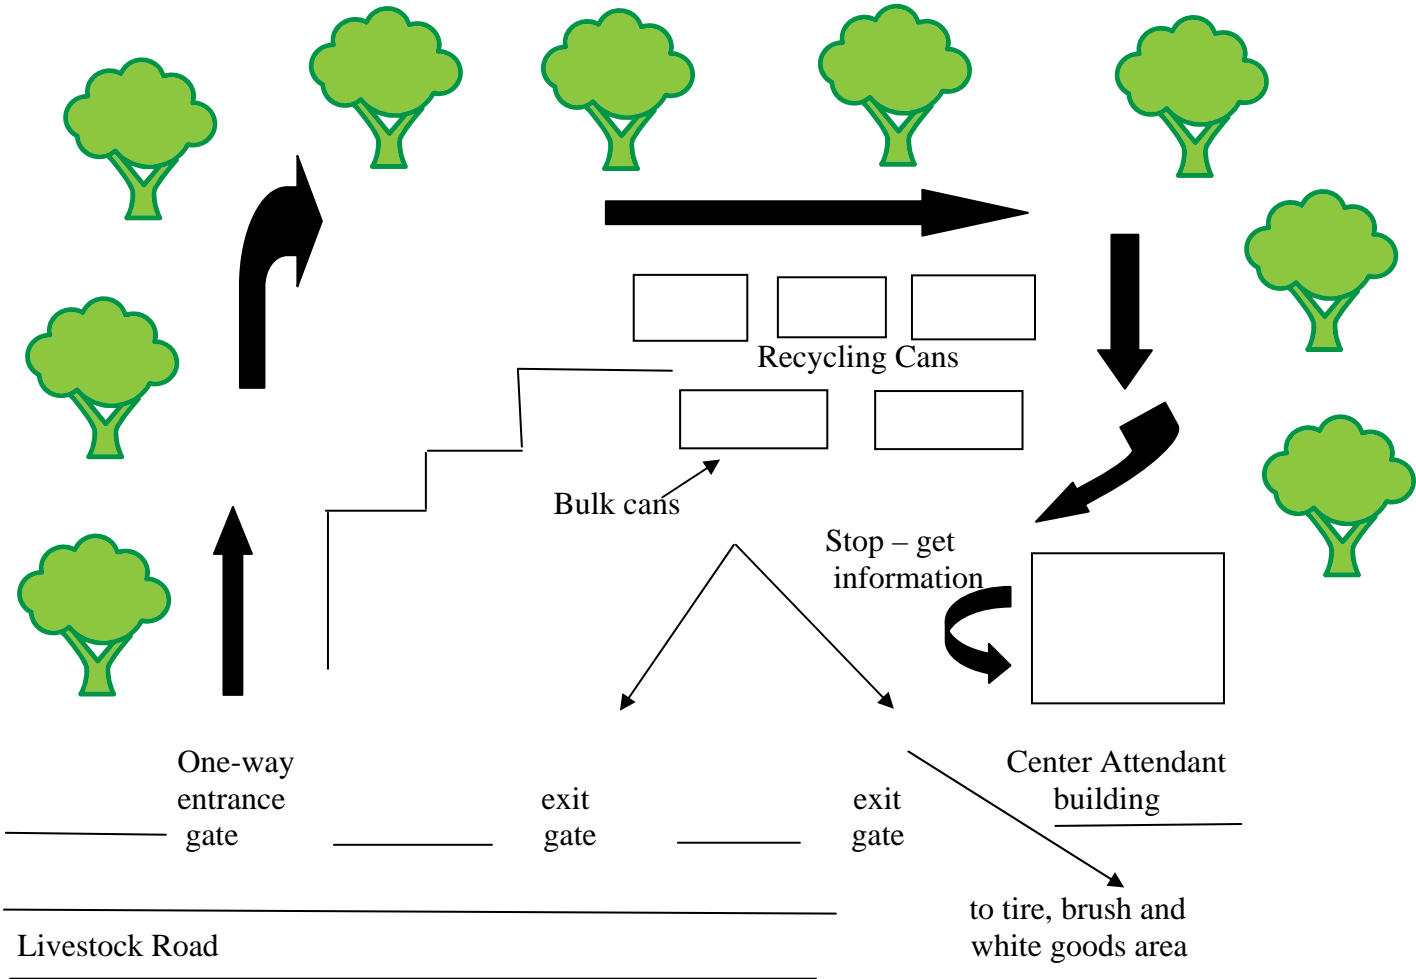 Recycling Cans
Bulk cans
Stop – get
information
One-way
entrance
gate
exit
gate
exit
gate
Center Attendant
building
to tire, brush and
white goods area
Livestock Road